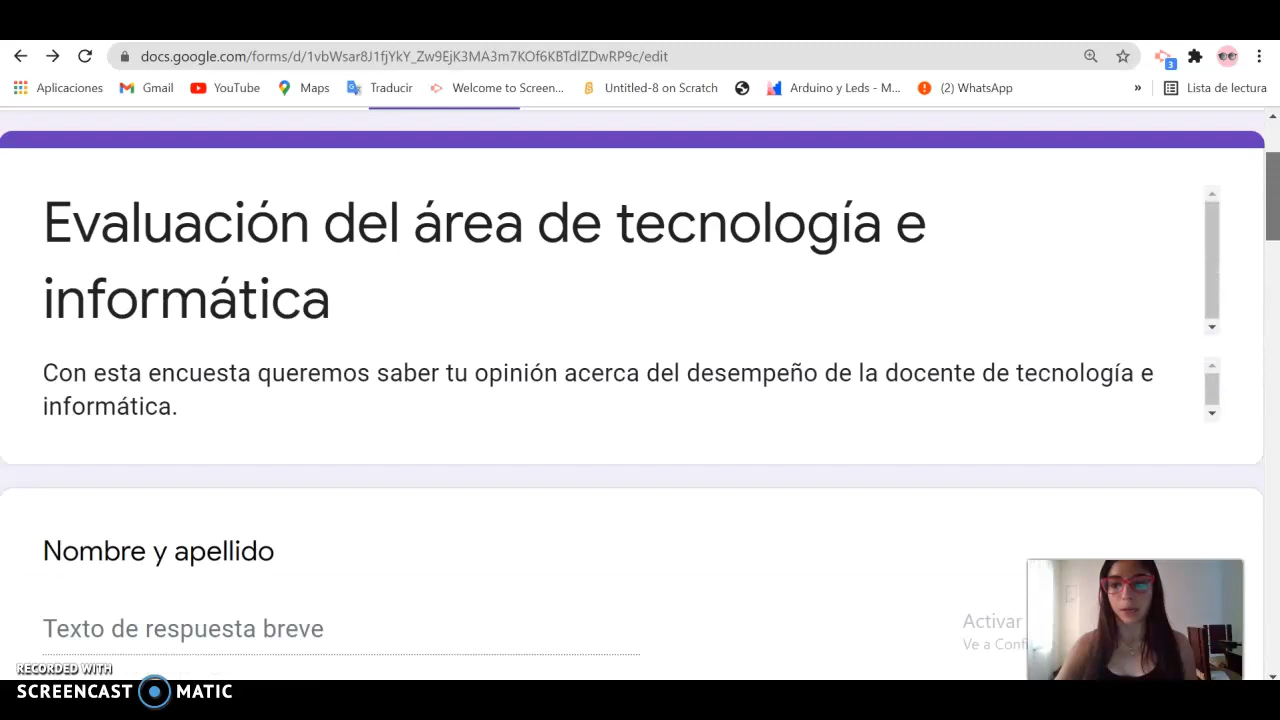 docs.google.com/forms/d/1vbWsar8J1fjYkY_Zw9EjK3MA3m7KOf6KBTdlZDwRP9c/edit
3
Aplicaciones Gmail YouTube Maps Traducir Welcome to Screen... Untitled-8 on Scratch Arduino y Leds - M... (2) WhatsApp » Lista de lectura
Evaluación del área de tecnología e
informática
Con esta encuesta queremos saber tu opinión acerca del desempeño de la docente de tecnología e
informática.
Nombre y apellido
Texto de respuesta breve
Activar
Ve a Confi
RECORDED WITH
SCREENCAST MATIC